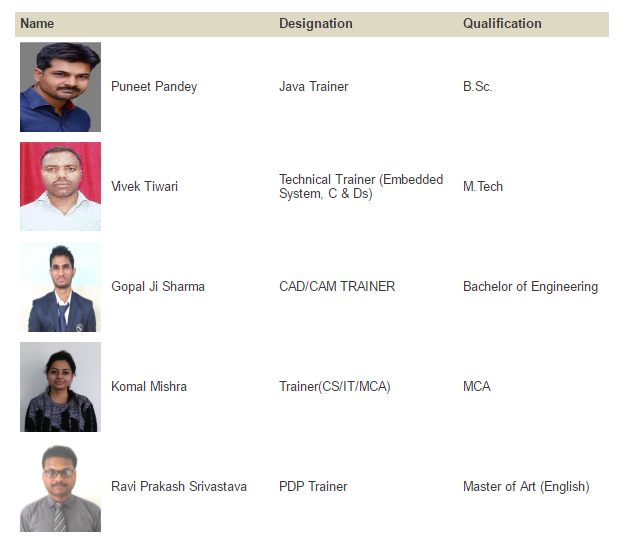 Name Designation Qualification
Puneet Pandey Java Trainer B.Sc.
Vivek Tiwari Technical Trainer (Embedded System, C & Ds) M.Tech
Gopal Ji Sharma CAD/CAM TRAINER Bachelor of Engineering
Komal Mishra Trainer(CS/IT/MCA) MCA
Ravi Prakash Srivastava PDP Trainer Master of Art (English)